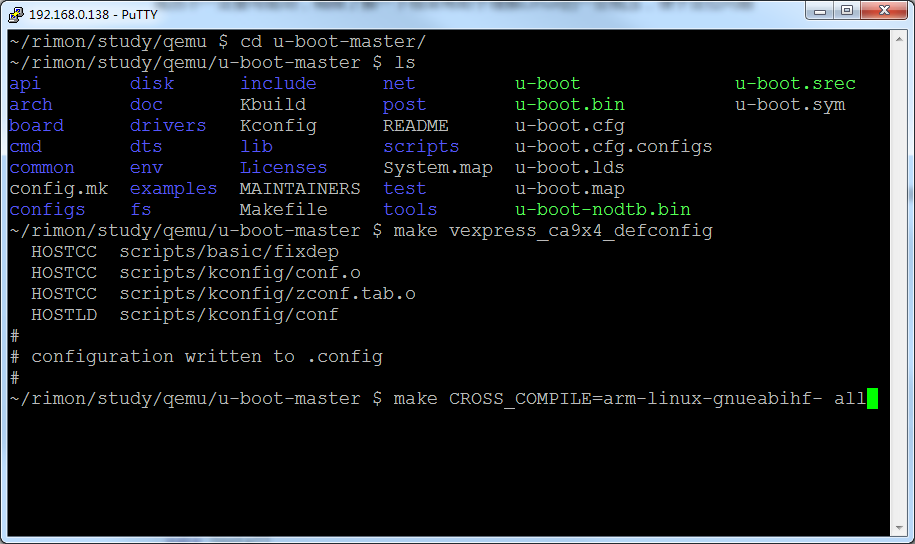 192.168.0.138 - PuTTY
~/rimon/study/qemu $ cd u-boot-master/
~/rimon/study/qemu/u-boot-master $ ls
api disk include net u-boot u-boot.srec
arch doc Kbuild post u-boot.bin u-boot.sym
board drivers Kconfig README u-boot.cfg
cmd dts lib scripts u-boot.cfg.configs
common env Licenses System.map u-boot.lds
config.mk examples MAINTAINERS test u-boot.map
configs fs Makefile tools u-boot-nodtb.bin
~/rimon/study/qemu/u-boot-master $ make vexpress_ca9x4_defconfig
HOSTCC scripts/basic/fixdep
HOSTCC scripts/kconfig/conf.o
HOSTCC scripts/kconfig/zconf.tab.o
HOSTLD scripts/kconfig/conf
#
# configuration written to .config
#
~/rimon/study/qemu/u-boot-master $ make CROSS_COMPILE=arm-linux-gnueabihf- all